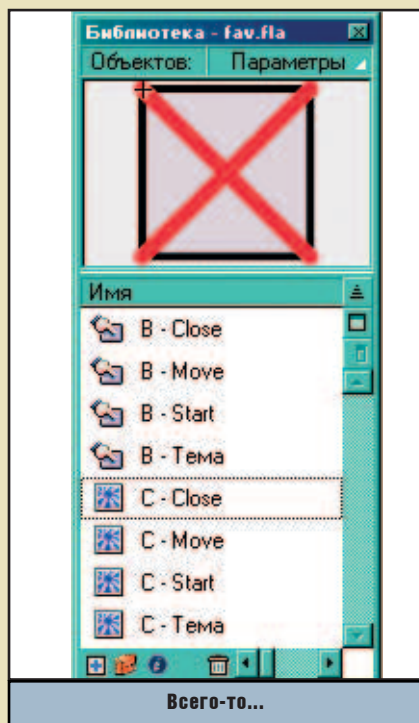 Библиотека - fav.fla
Объектов: Параметры
Имя
B - Close
B - Move
B - Start
B - Тема
C - Close
C - Move
C - Start
C - Тема
Всего-то...